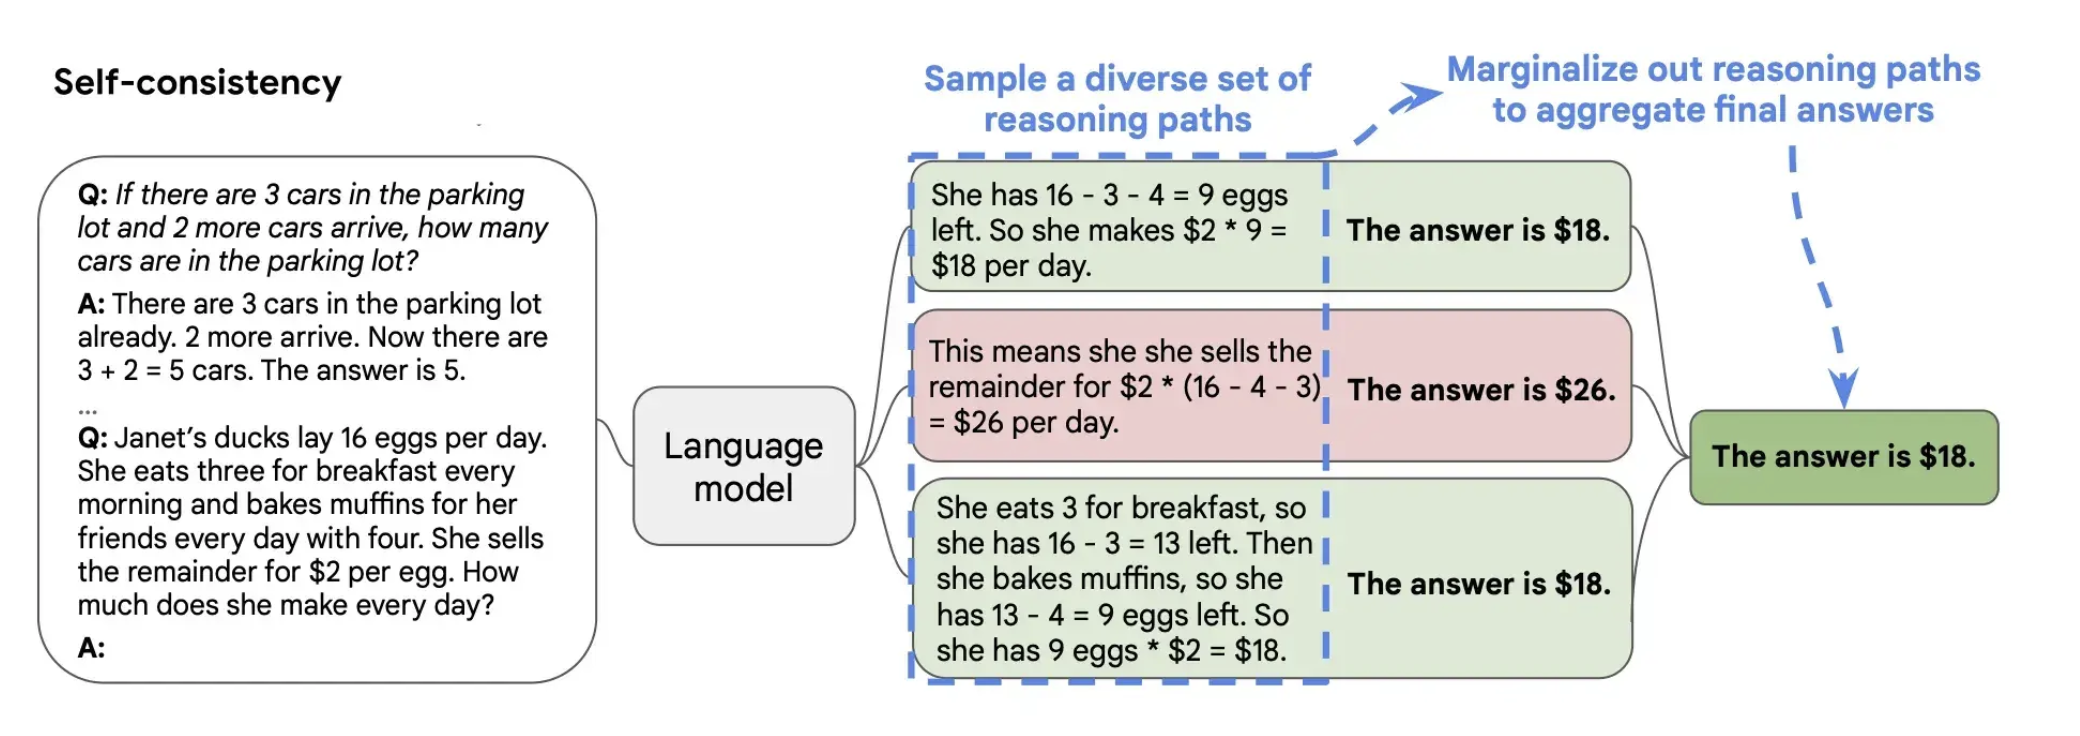 Self-consistency
Q: If there are 3 cars in the parking
lot and 2 more cars arrive, how many
cars are in the parking lot?
A: There are 3 cars in the parking lot
already. 2 more arrive. Now there are
3 + 2 = 5 cars. The answer is 5.
...
Q: Janet’s ducks lay 16 eggs per day.
She eats three for breakfast every
morning and bakes muffins for her
friends every day with four. She sells
the remainder for $2 per egg. How
much does she make every day?
A:
Language
model
Sample a diverse set of
reasoning paths
She has 16 - 3 - 4 = 9 eggs
left. So she makes $2 * 9 =
$18 per day.
The answer is $18.
This means she she sells the
remainder for $2 * (16 - 4 - 3)
= $26 per day.
The answer is $26.
She eats 3 for breakfast, so
she has 16 - 3 = 13 left. Then
she bakes muffins, so she
has 13 - 4 = 9 eggs left. So
she has 9 eggs * $2 = $18.
The answer is $18.
Marginalize out reasoning paths
to aggregate final answers
The answer is $18.